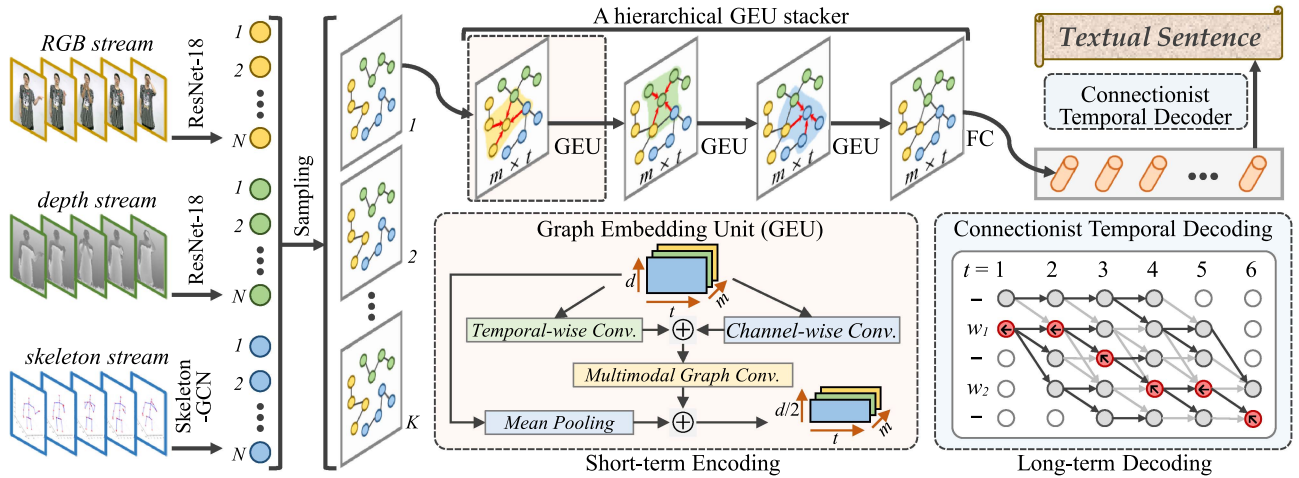 RGB stream
ResNet-18
1
2
N
depth stream
ResNet-18
1
2
N
skeleton stream
Skeleton
-GCN
1
2
N
Sampling
1
2
K
A hierarchical GEU stacker
m × t
GEU
m × t
GEU
m × t
GEU
m × t
FC
Textual Sentence
Connectionist
Temporal Decoder
Graph Embedding Unit (GEU)
d
t
m
Temporal-wise Conv.
Channel-wise Conv.
Multimodal Graph Conv.
Mean Pooling
d/2
t
m
Short-term Encoding
Connectionist Temporal Decoding
t = 1 2 3 4 5 6
–
w1
–
w2
–
Long-term Decoding